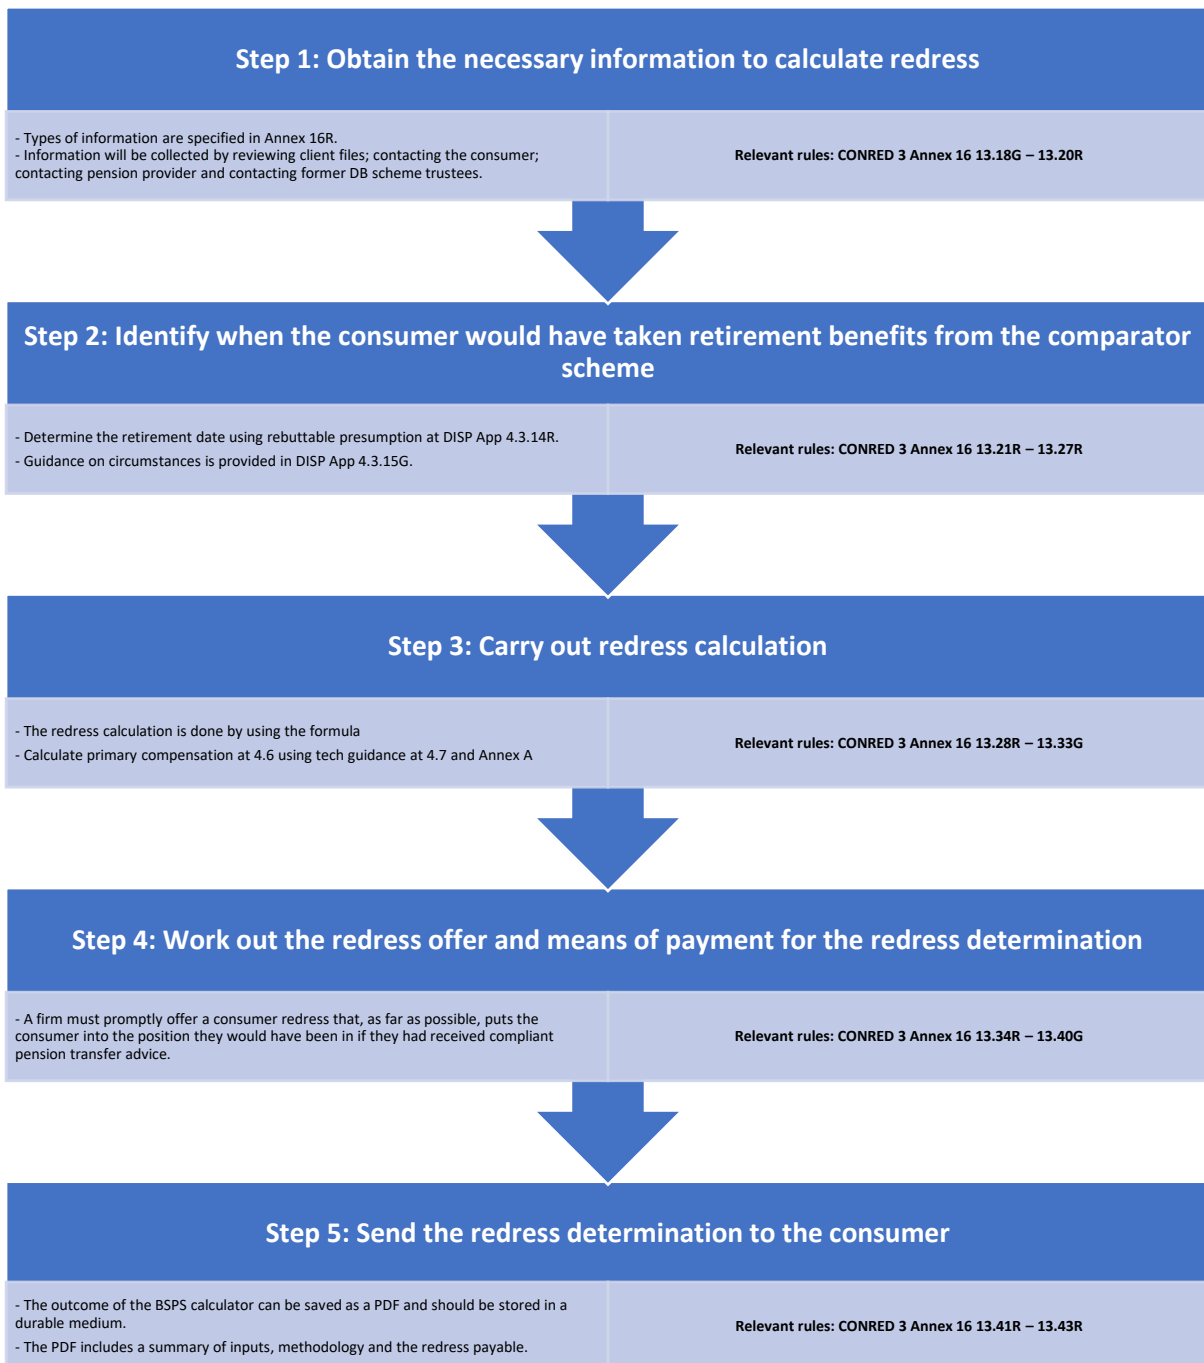 Step 1: Obtain the necessary information to calculate redress
- Types of information are specified in Annex 16R.
- Information will be collected by reviewing client files; contacting the consumer;
contacting pension provider and contacting former DB scheme trustees.
Relevant rules: CONRED 3 Annex 16 13.18G – 13.20R
Step 2: Identify when the consumer would have taken retirement benefits from the comparator
scheme
- Determine the retirement date using rebuttable presumption at DISP App 4.3.14R.
- Guidance on circumstances is provided in DISP App 4.3.15G.
Relevant rules: CONRED 3 Annex 16 13.21R – 13.27R
Step 3: Carry out redress calculation
- The redress calculation is done by using the formula
- Calculate primary compensation at 4.6 using tech guidance at 4.7 and Annex A
Relevant rules: CONRED 3 Annex 16 13.28R – 13.33G
Step 4: Work out the redress offer and means of payment for the redress determination
- A firm must promptly offer a consumer redress that, as far as possible, puts the
consumer into the position they would have been in if they had received compliant
pension transfer advice.
Relevant rules: CONRED 3 Annex 16 13.34R – 13.40G
Step 5: Send the redress determination to the consumer
- The outcome of the BSPS calculator can be saved as a PDF and should be stored in a
durable medium.
- The PDF includes a summary of inputs, methodology and the redress payable.
Relevant rules: CONRED 3 Annex 16 13.41R – 13.43R